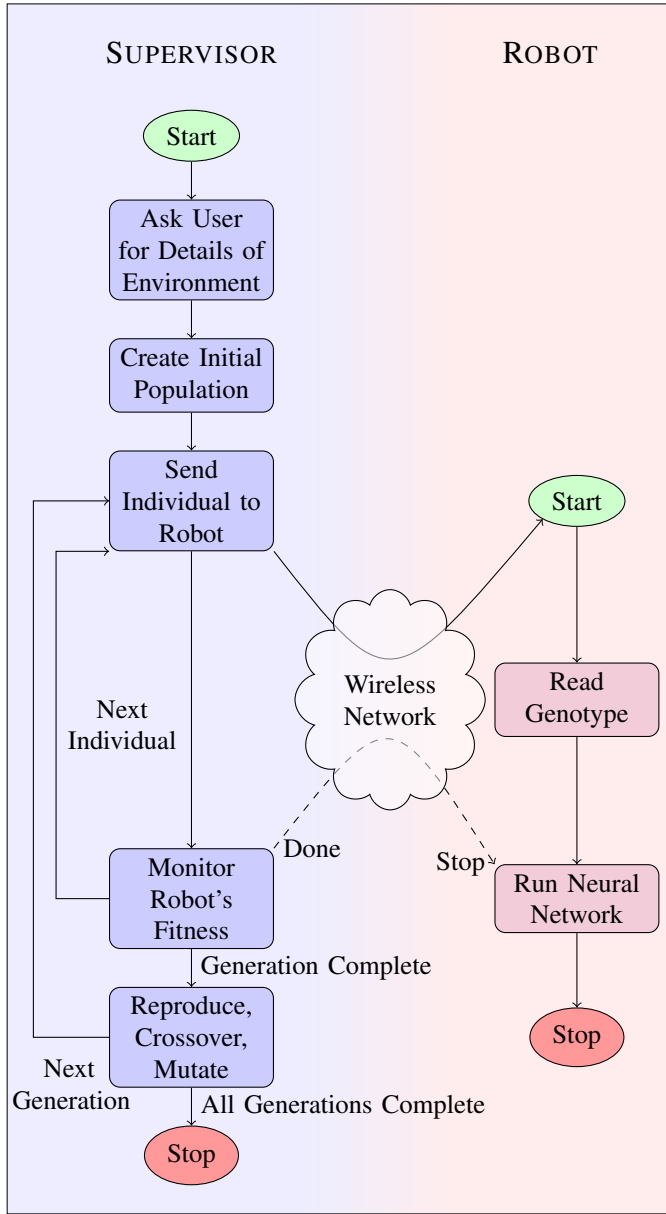 SUPERVISOR
ROBOT
Start
Ask User
for Details of
Environment
Create Initial
Population
Send
Individual to
Robot
Start
Wireless
Network
Read
Genotype
Next
Individual
Done
Stop
Monitor
Robot's
Fitness
Run Neural
Network
Generation Complete
Reproduce,
Crossover,
Mutate
Stop
Next
Generation
All Generations Complete
Stop